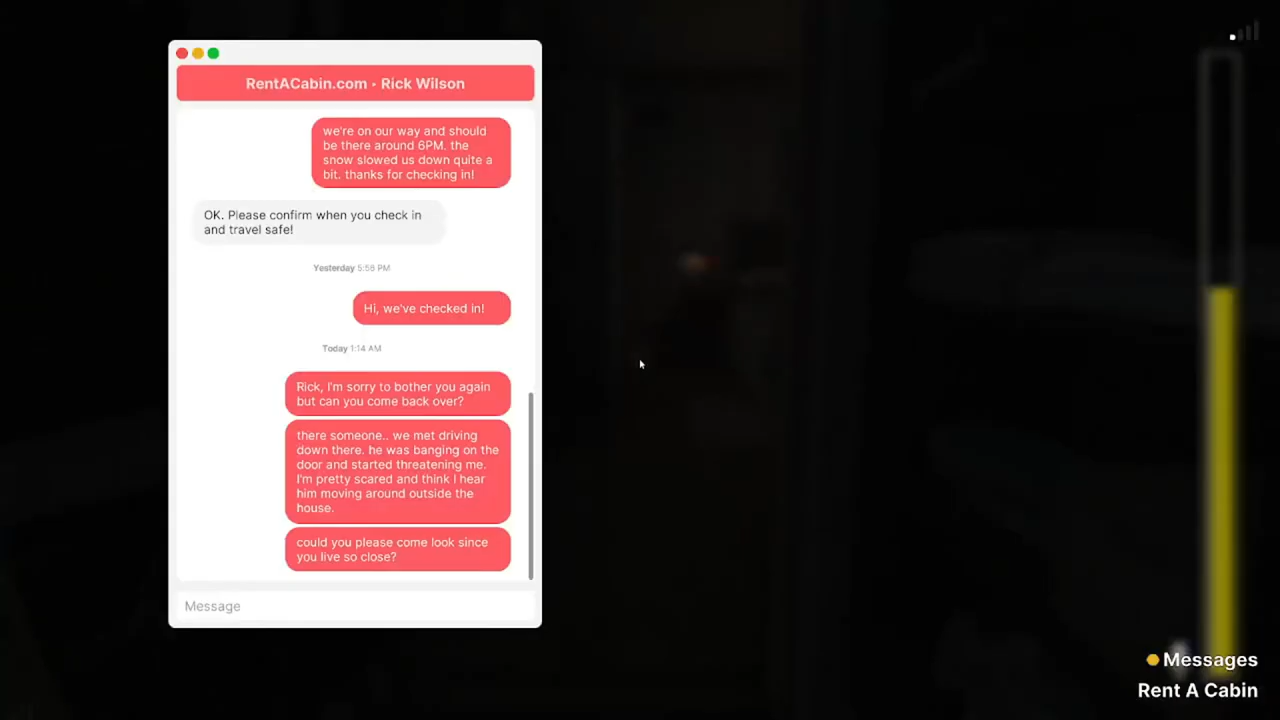 RentACabin.com • Rick Wilson
we're on our way and should
be there around 6PM. the
snow slowed us down quite a
bit. thanks for checking in!
OK. Please confirm when you check in
and travel safe!
Yesterday 5:58 PM
Hi, we've checked in!
Today 1:14 AM
Rick, I'm sorry to bother you again
but can you come back over?
there someone.. we met driving
down there. he was banging on the
door and started threatening me.
I'm pretty scared and think I hear
him moving around outside the
house.
could you please come look since
you live so close?
Message
Messages
Rent A Cabin